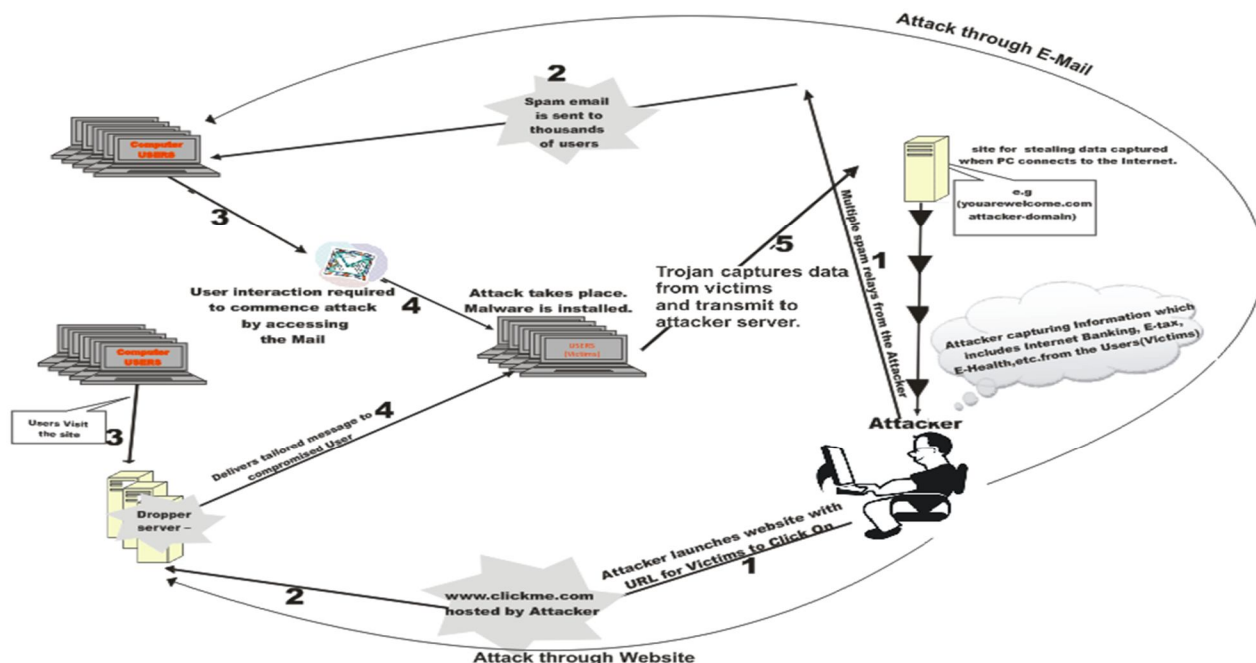 Attack through E-Mail
2
Spam email
is sent to
thousands
of users
Computer
USERS
site for stealing data captured
when PC connects to the Internet.
e.g
(youarewelcome.com
attacker-domain)
3
1
Multiple spam relays from the Attacker
5
Trojan captures data
from victims
and transmit to
attacker server.
User interaction required
to commence attack
by accessing
the Mail
4
Attack takes place.
Malware is installed.
USERS
[Victims]
Attacker capturing Information which
includes Internet Banking, E-tax,
E-Health,etc.from the Users(Victims)
Computer
USERS
Users Visit
the site
3
4
Delivers tailored message to
compromised User
Attacker
Dropper
server –
Attacker launches website with
URL for Victims to Click On
1
2
www.clickme.com
hosted by Attacker
Attack through Website